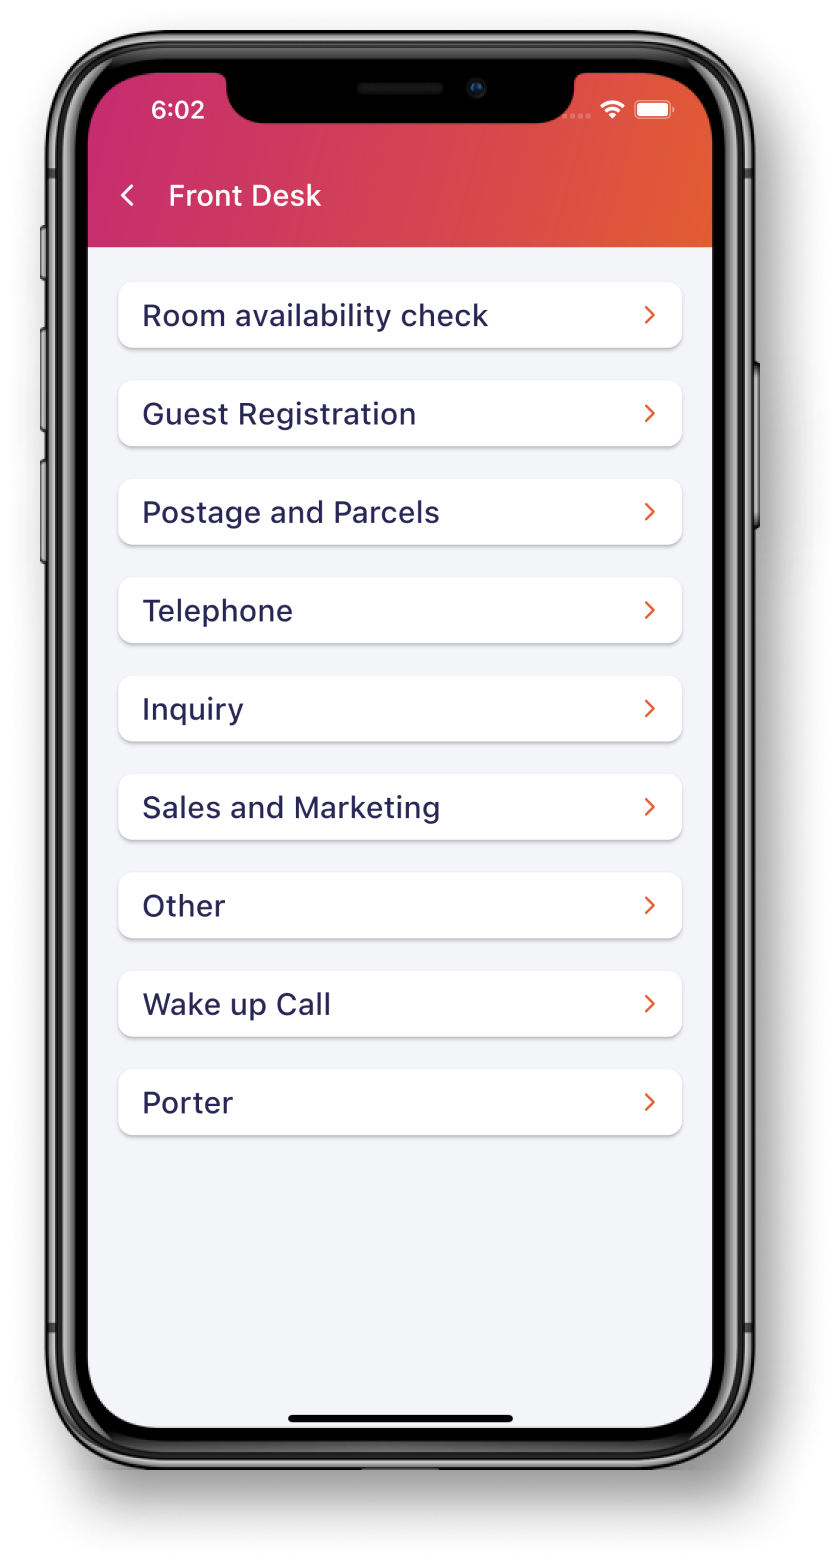 6:02
Front Desk
Room availability check
Guest Registration
Postage and Parcels
Telephone
Inquiry
Sales and Marketing
Other
Wake up Call
Porter